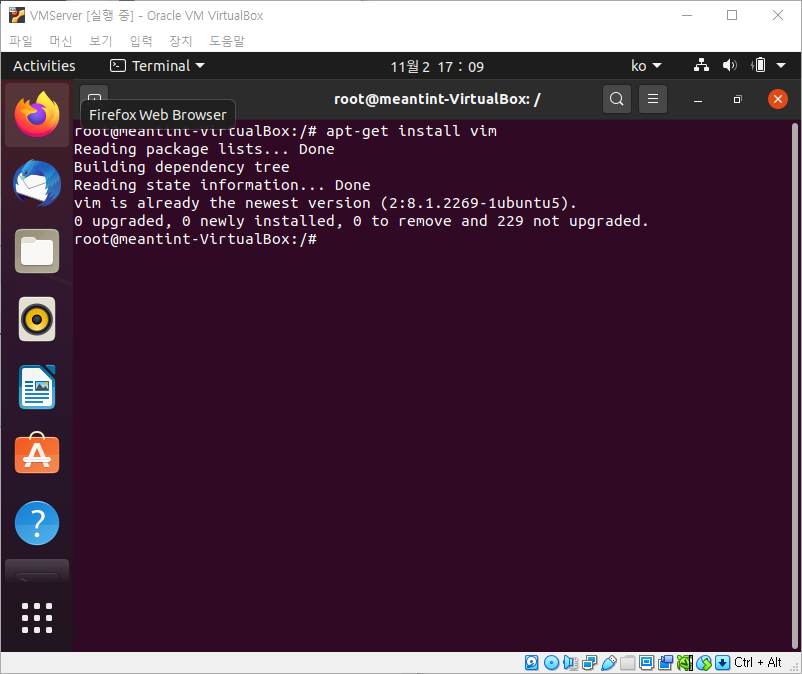 VMServer [실행 중] - Oracle VM VirtualBox
파일 머신 보기 입력 장치 도움말
Activities Terminal 11월 2 17 : 09 ko
root@meantint-VirtualBox: /
Firefox Web Browser
root@meantint-VirtualBox:/# apt-get install vim
Reading package lists... Done
Building dependency tree
Reading state information... Done
vim is already the newest version (2:8.1.2269-1ubuntu5).
0 upgraded, 0 newly installed, 0 to remove and 229 not upgraded.
root@meantint-VirtualBox:/#
Ctrl + Alt